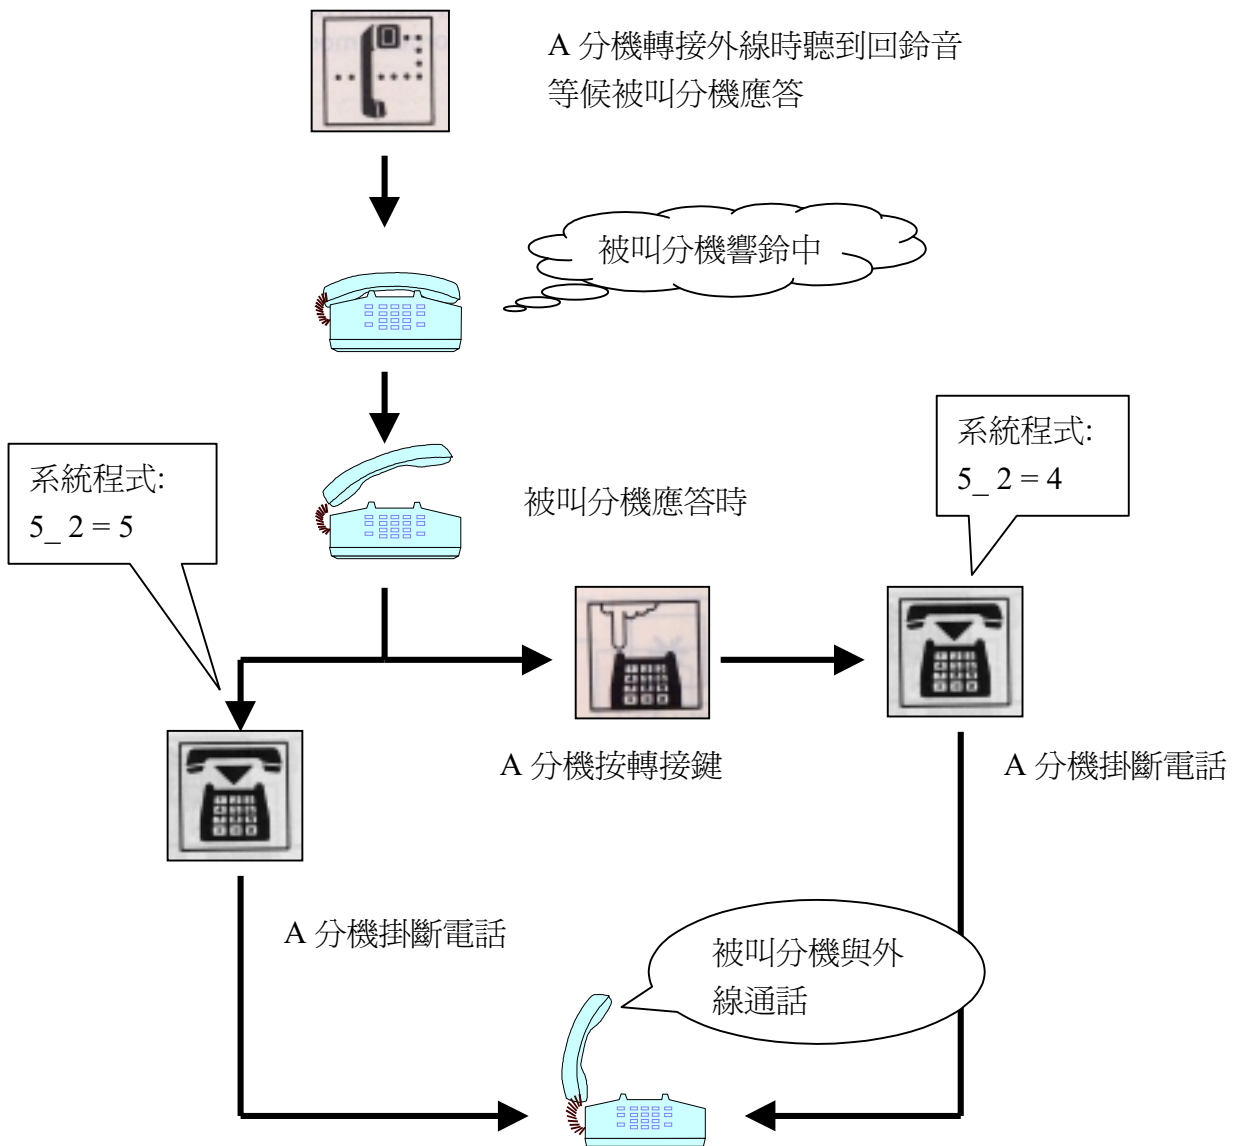 A 分機轉接外線時聽到回鈴音
等候被叫分機應答
被叫分機響鈴中
系統程式:
5_ 2 = 4
系統程式:
5_ 2 = 5
被叫分機應答時
A 分機按轉接鍵
A 分機掛斷電話
A 分機掛斷電話
被叫分機與外
線通話